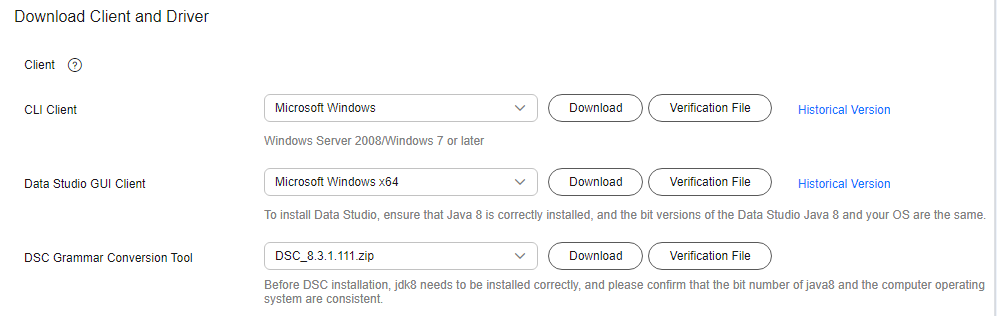 Download Client and Driver
Client ?
CLI Client Microsoft Windows Download Verification File Historical Version
Windows Server 2008/Windows 7 or later
Data Studio GUI Client Microsoft Windows x64 Download Verification File Historical Version
To install Data Studio, ensure that Java 8 is correctly installed, and the bit versions of the Data Studio Java 8 and your OS are the same.
DSC Grammar Conversion Tool DSC_8.3.1.111.zip Download Verification File
Before DSC installation, jdk8 needs to be installed correctly, and please confirm that the bit number of java8 and the computer operating
system are consistent.